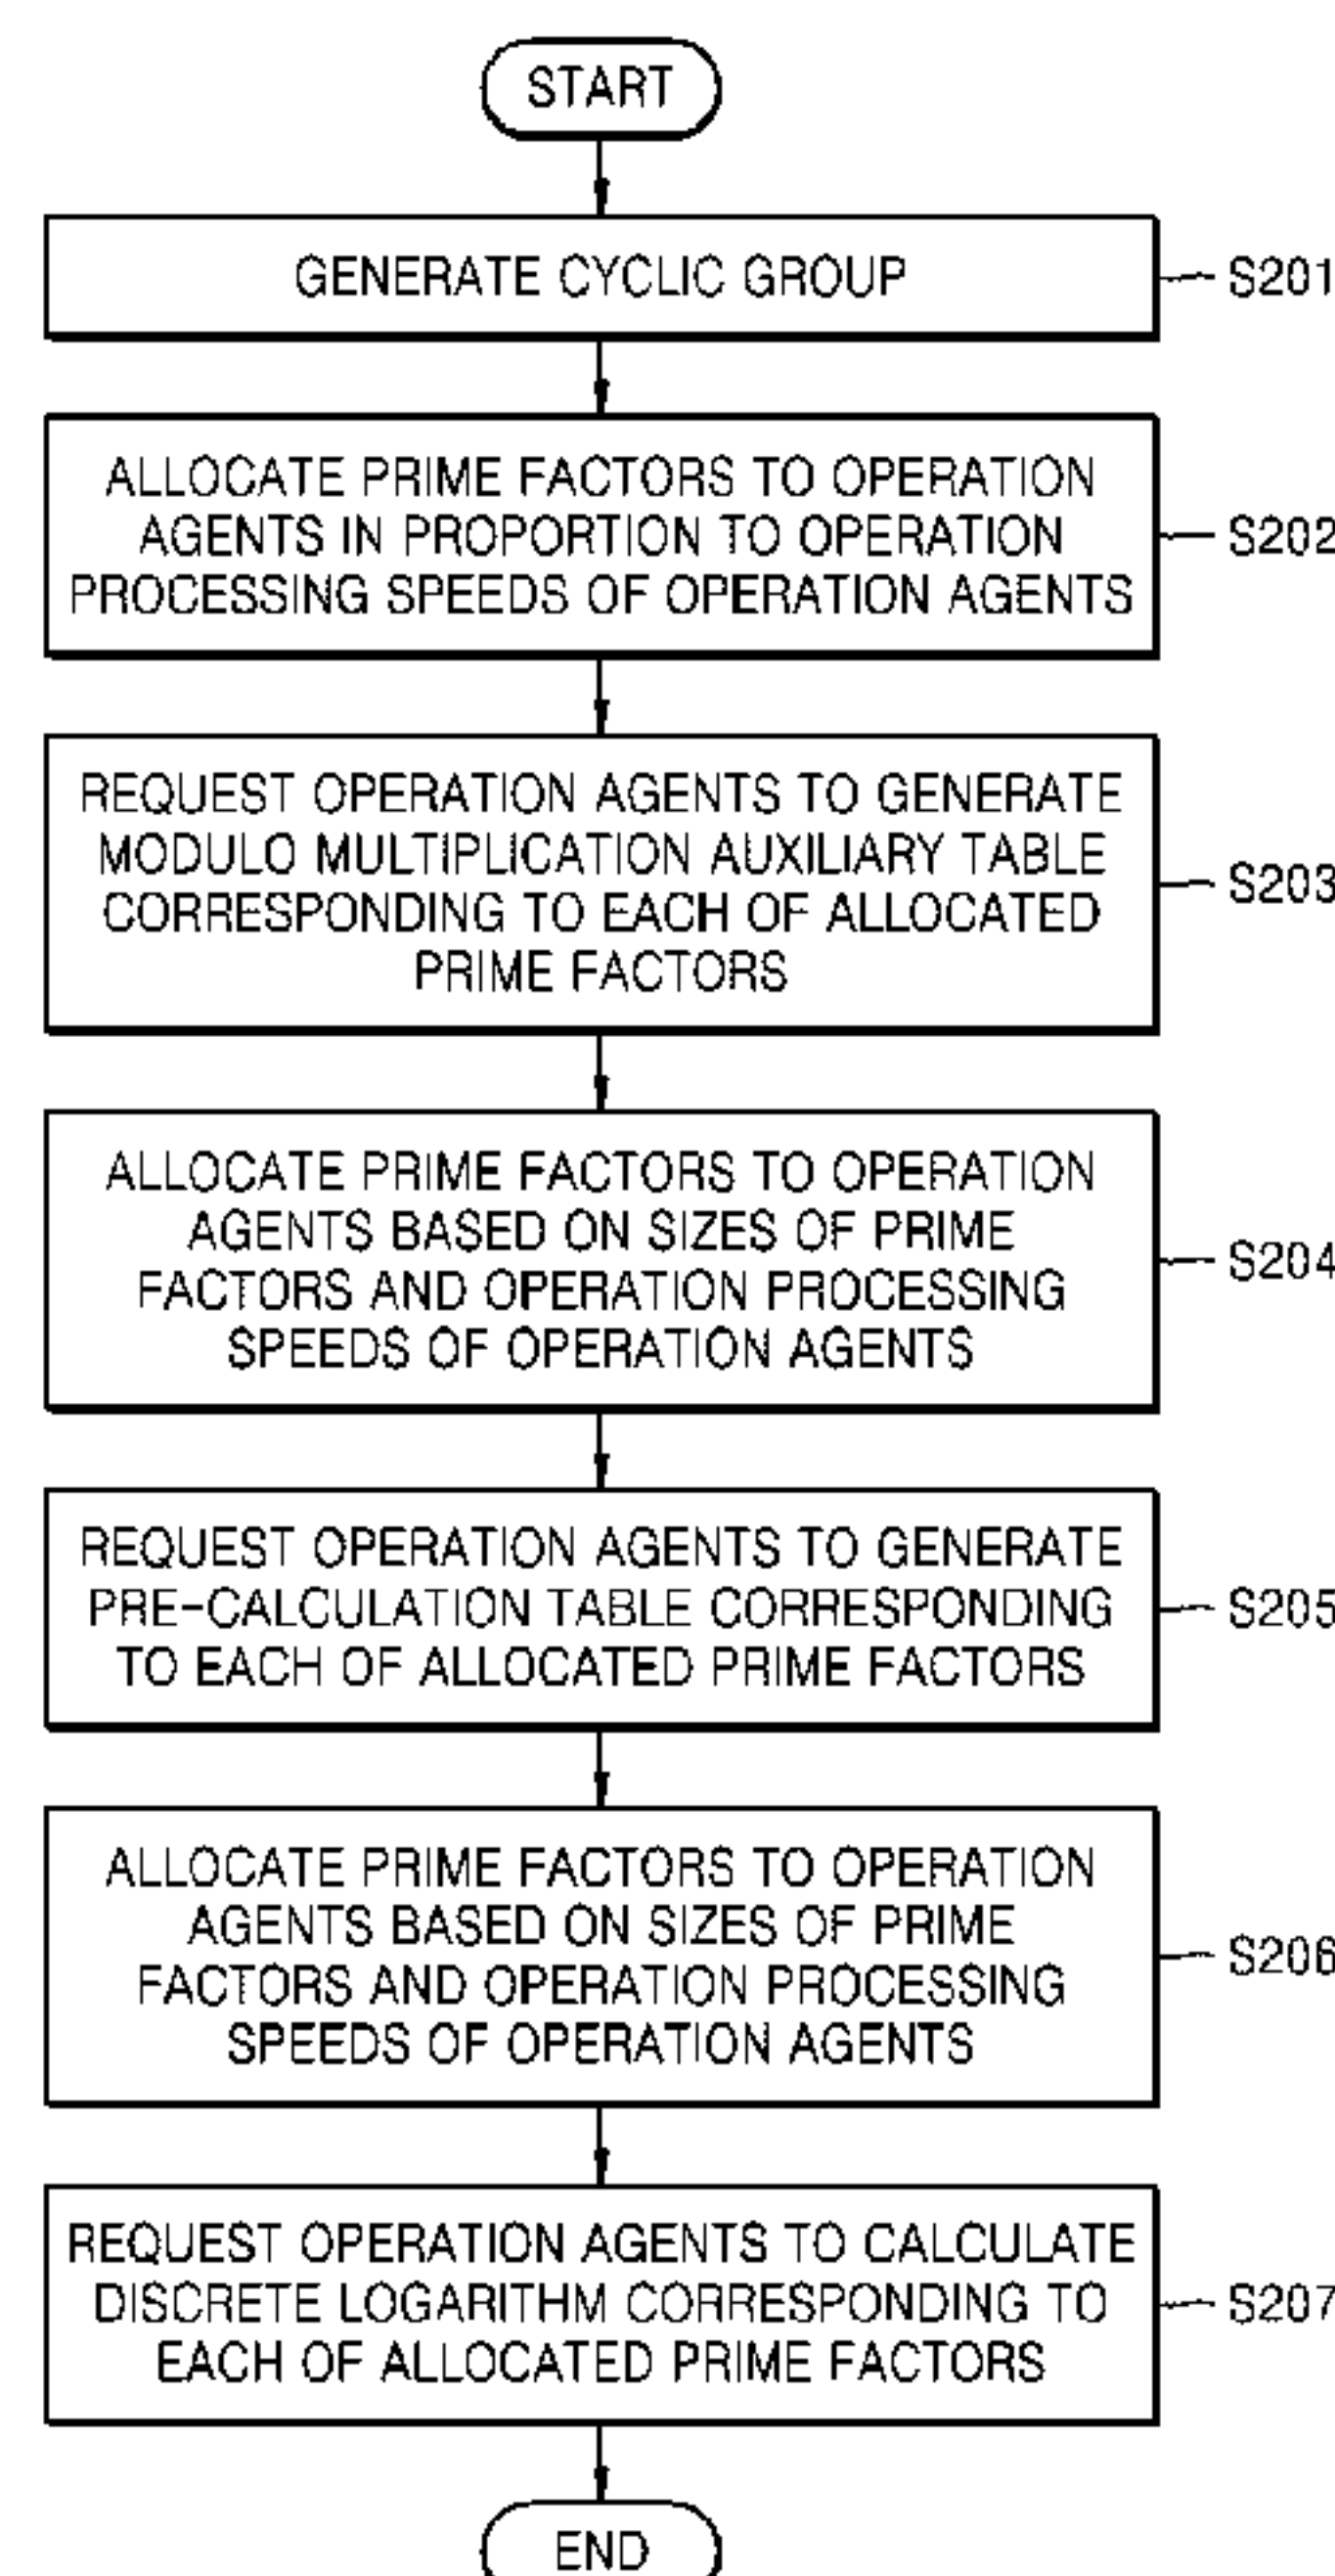 START
GENERATE CYCLIC GROUP
S201
ALLOCATE PRIME FACTORS TO OPERATION
AGENTS IN PROPORTION TO OPERATION
PROCESSING SPEEDS OF OPERATION AGENTS
S202
REQUEST OPERATION AGENTS TO GENERATE
MODULO MULTIPLICATION AUXILIARY TABLE
CORRESPONDING TO EACH OF ALLOCATED
PRIME FACTORS
S203
ALLOCATE PRIME FACTORS TO OPERATION
AGENTS BASED ON SIZES OF PRIME
FACTORS AND OPERATION PROCESSING
SPEEDS OF OPERATION AGENTS
S204
REQUEST OPERATION AGENTS TO GENERATE
PRE-CALCULATION TABLE CORRESPONDING
TO EACH OF ALLOCATED PRIME FACTORS
S205
ALLOCATE PRIME FACTORS TO OPERATION
AGENTS BASED ON SIZES OF PRIME
FACTORS AND OPERATION PROCESSING
SPEEDS OF OPERATION AGENTS
S206
REQUEST OPERATION AGENTS TO CALCULATE
DISCRETE LOGARITHM CORRESPONDING TO
EACH OF ALLOCATED PRIME FACTORS
S207
END